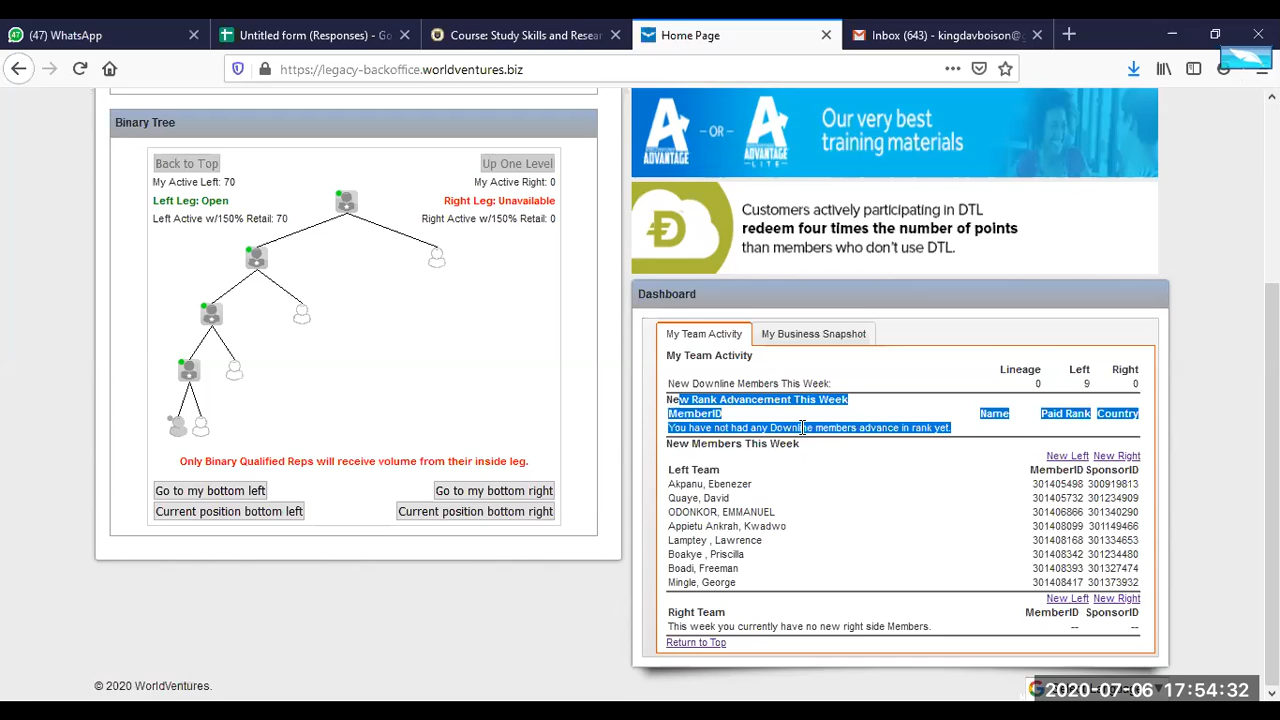 (47) WhatsApp
Untitled form (Responses) - Go
Course: Study Skills and Resear
Home Page
Inbox (643) - kingdavboison@g
https://legacy-backoffice.worldventures.biz
Binary Tree
Back to Top
Up One Level
My Active Left: 70
My Active Right: 0
Left Leg: Open
Right Leg: Unavailable
Left Active w/150% Retail: 70
Right Active w/150% Retail: 0
Only Binary Qualified Reps will receive volume from their inside leg.
Go to my bottom left
Go to my bottom right
Current position bottom left
Current position bottom right
© 2020 WorldVentures.
ADVANTAGE
- OR -
ADVANTAGE
LITE
Our very best
training materials
Customers actively participating in DTL
redeem four times the number of points
than members who don't use DTL.
Dashboard
My Team Activity
My Business Snapshot
My Team Activity
Lineage Left Right
New Downline Members This Week: 0 9 0
New Rank Advancement This Week
MemberID Name Paid Rank Country
You have not had any Downline members advance in rank yet.
New Members This Week
New Left New Right
Left Team MemberID SponsorID
Akpanu, Ebenezer 301405498 300919813
Quaye, David 301405732 301234909
ODONKOR, EMMANUEL 301406866 301340290
Appietu Ankrah, Kwadwo 301408099 301149466
Lamptey , Lawrence 301408168 301334653
Boakye , Priscilla 301408342 301234480
Boadi, Freeman 301408393 301327474
Mingle, George 301408417 301373932
New Left New Right
Right Team MemberID SponsorID
This week you currently have no new right side Members. -- --
Return to Top
2020-07-06 17:54:32